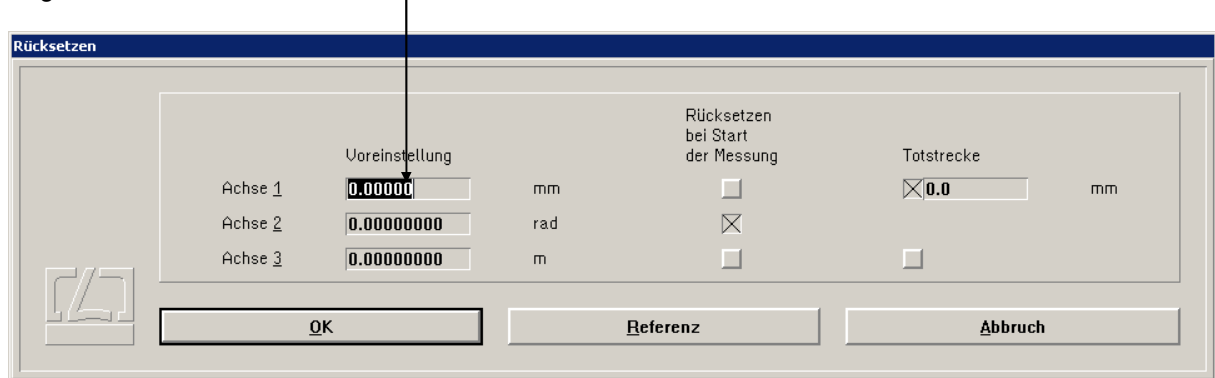 Rücksetzen
Rücksetzen
bei Start
der Messung
Voreinstellung
Totstrecke
Achse 1 0.00000 mm 0.0 mm
Achse 2 0.00000000 rad
Achse 3 0.00000000 m
OK Referenz Abbruch